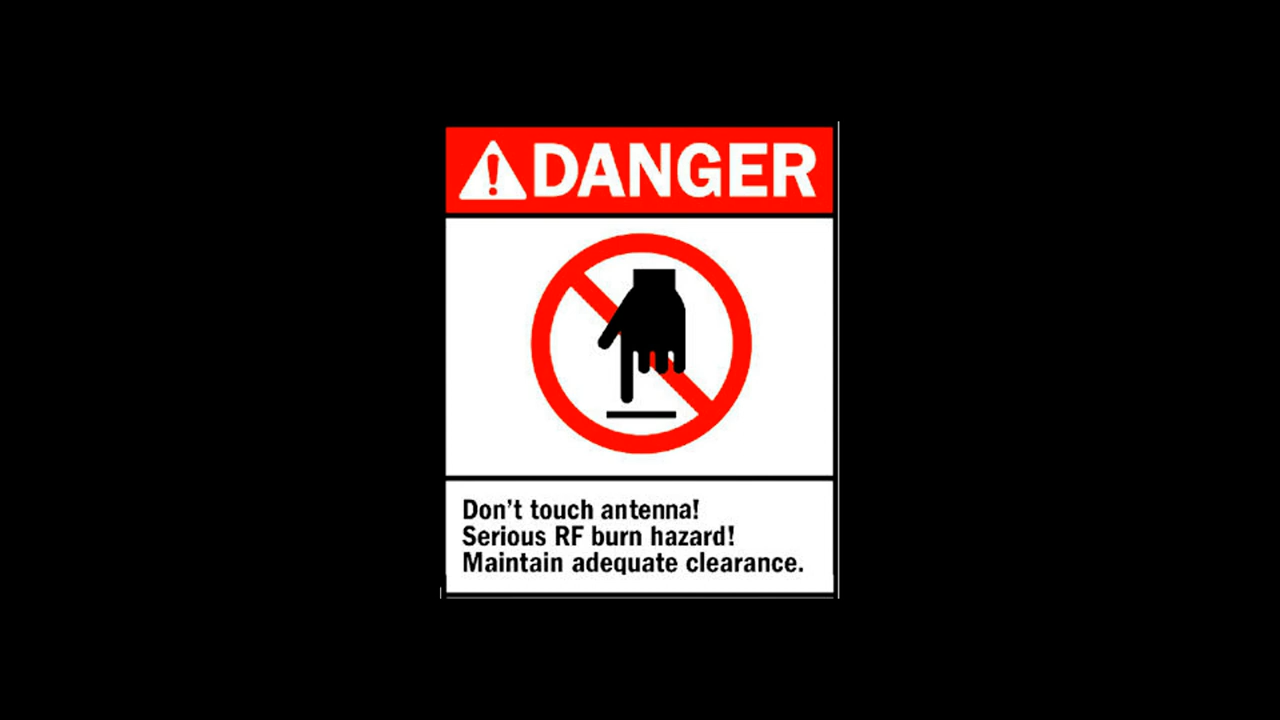 DANGER
Don't touch antenna!
Serious RF burn hazard!
Maintain adequate clearance.